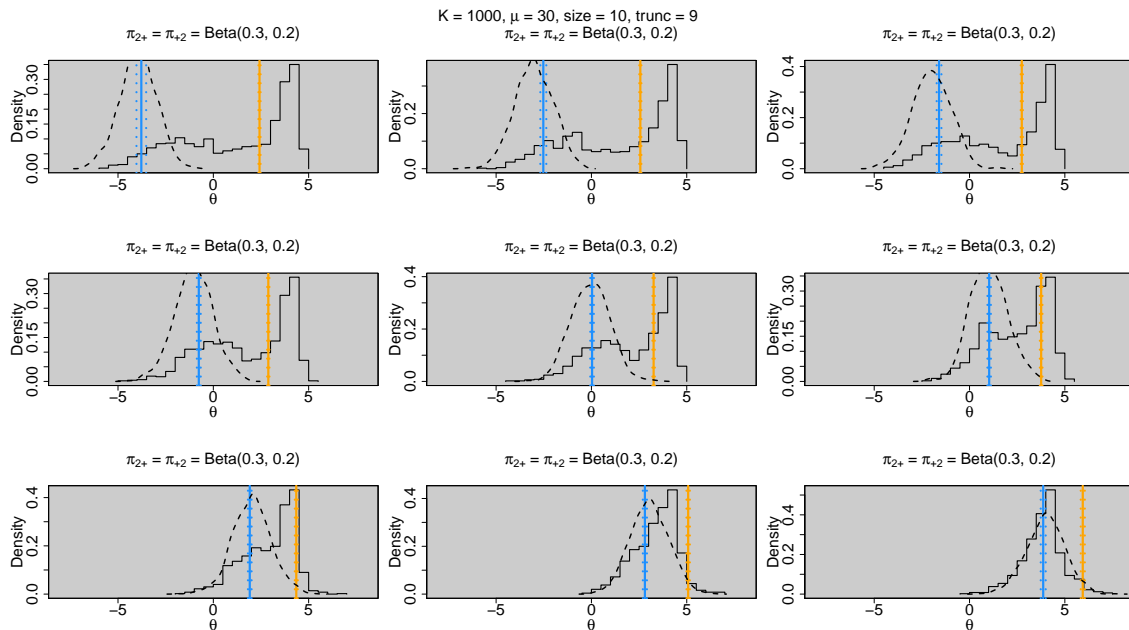 K = 1000, μ = 30, size = 10, trunc = 9
π₂₊ = π₊₂ = Beta(0.3, 0.2)
Density
0.00 0.15 0.30
−5 0 5
θ
π₂₊ = π₊₂ = Beta(0.3, 0.2)
Density
0.0 0.2
−5 0 5
θ
π₂₊ = π₊₂ = Beta(0.3, 0.2)
Density
0.0 0.2 0.4
−5 0 5
θ
π₂₊ = π₊₂ = Beta(0.3, 0.2)
Density
0.00 0.15 0.30
−5 0 5
θ
π₂₊ = π₊₂ = Beta(0.3, 0.2)
Density
0.0 0.2 0.4
−5 0 5
θ
π₂₊ = π₊₂ = Beta(0.3, 0.2)
Density
0.00 0.15 0.30
−5 0 5
θ
π₂₊ = π₊₂ = Beta(0.3, 0.2)
Density
0.0 0.2 0.4
−5 0 5
θ
π₂₊ = π₊₂ = Beta(0.3, 0.2)
Density
0.0 0.2 0.4
−5 0 5
θ
π₂₊ = π₊₂ = Beta(0.3, 0.2)
Density
0.0 0.4
−5 0 5
θ